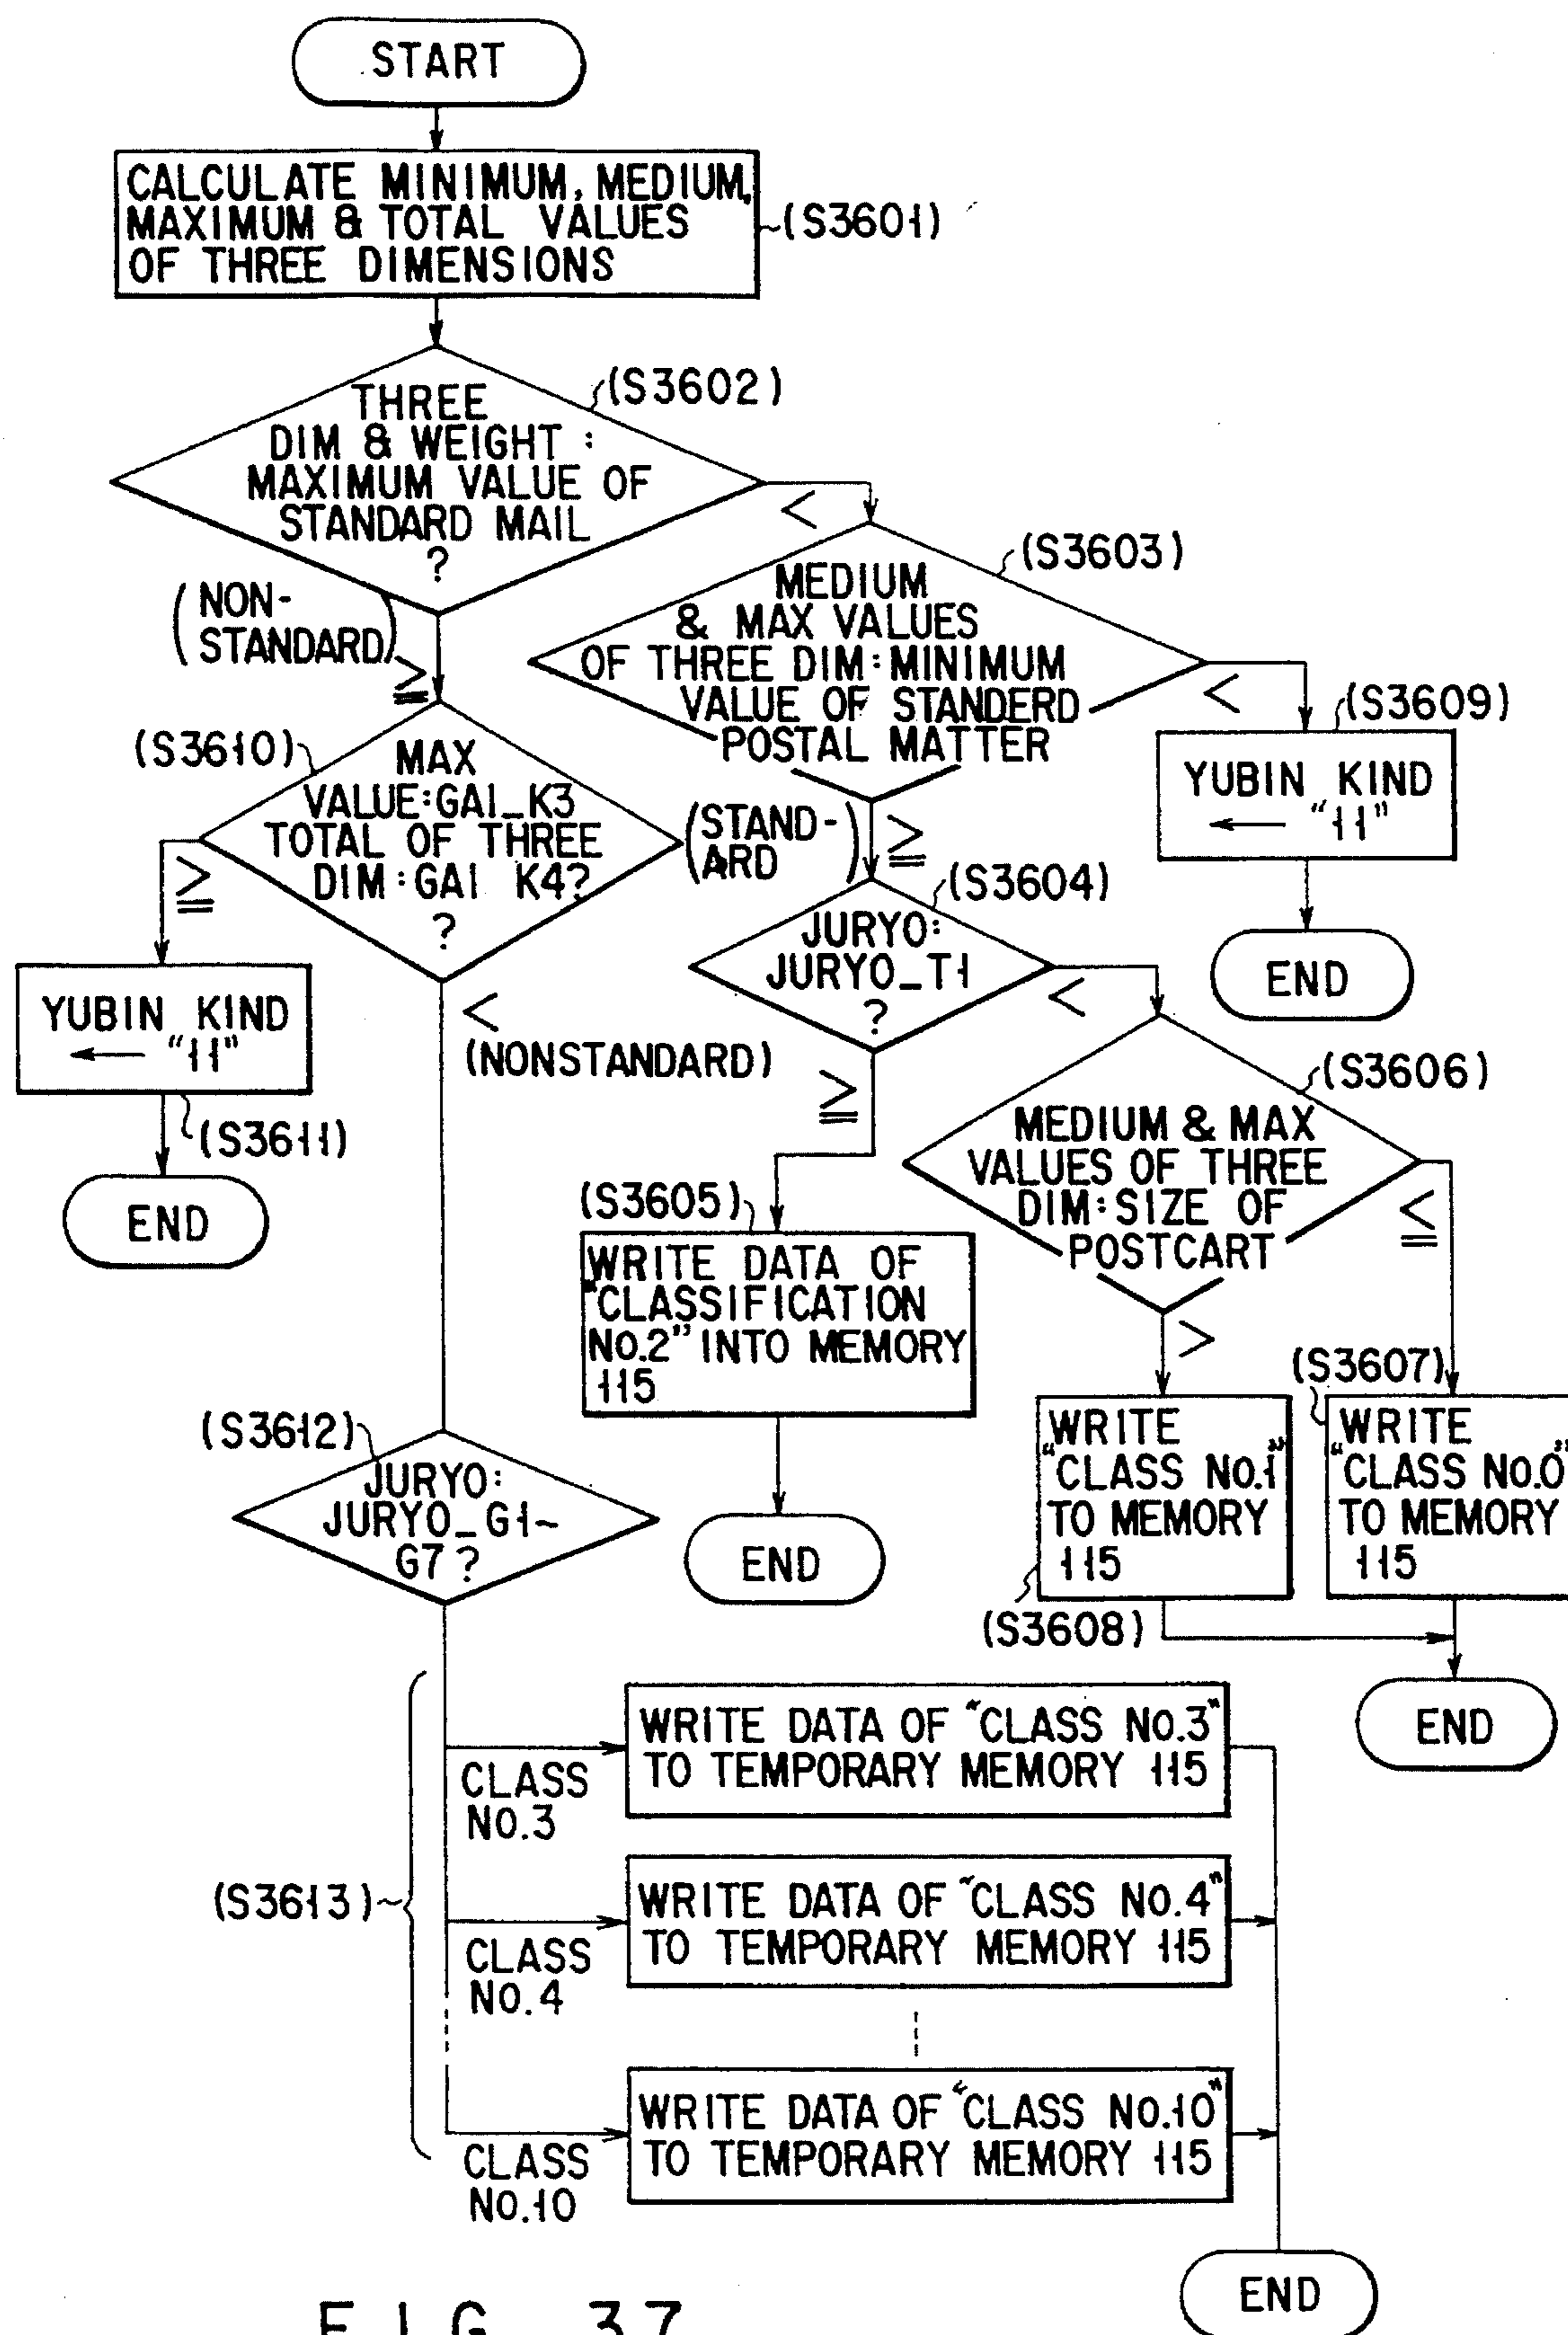 START
CALCULATE MINIMUM, MEDIUM,
MAXIMUM & TOTAL VALUES
OF THREE DIMENSIONS
(S3601)
THREE
DIM & WEIGHT :
MAXIMUM VALUE OF
STANDARD MAIL
?
(S3602)
<
(NON-
STANDARD)
≧
MEDIUM
& MAX VALUES
OF THREE DIM:MINIMUM
VALUE OF STANDERD
POSTAL MATTER
(S3603)
<
(S3609)
YUBIN KIND
← "11"
END
(S3610)
MAX
VALUE:GAI_K3
TOTAL OF THREE
DIM:GAI K4?
?
≧
YUBIN KIND
← "11"
(S3611)
END
<
(NONSTANDARD)
(STAND-
ARD)
≧
(S3604)
JURYO:
JURYO_T1
?
<
≧
(S3605)
WRITE DATA OF
"CLASSIFICATION
NO.2" INTO MEMORY
115
END
(S3606)
MEDIUM & MAX
VALUES OF THREE
DIM:SIZE OF
POSTCART
≦
>
(S3607)
WRITE
"CLASS NO.0"
TO MEMORY
115
WRITE
"CLASS NO.1"
TO MEMORY
115
(S3608)
END
(S3612)
JURYO:
JURYO_G1~
G7?
(S3613)
CLASS
NO.3
WRITE DATA OF "CLASS NO.3"
TO TEMPORARY MEMORY 115
CLASS
NO.4
WRITE DATA OF "CLASS NO.4"
TO TEMPORARY MEMORY 115
CLASS
NO.10
WRITE DATA OF "CLASS NO.10"
TO TEMPORARY MEMORY 115
END
FIG. 37